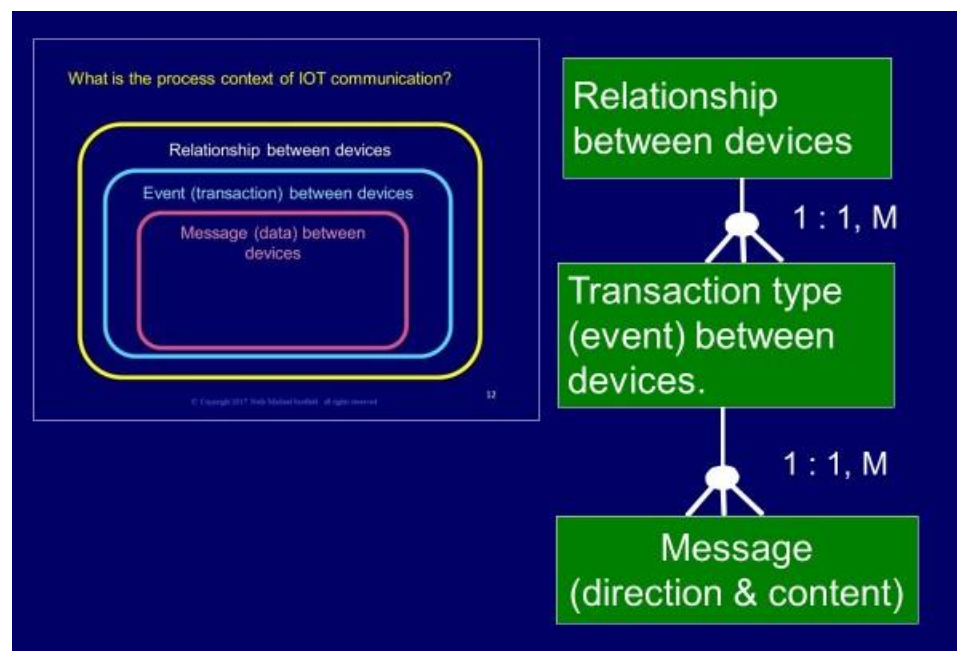 What is the process context of IOT communication?
Relationship between devices
Event (transaction) between devices
Message (data) between
devices
12
Relationship
between devices
1 : 1, M
Transaction type
(event) between
devices.
1 : 1, M
Message
(direction & content)